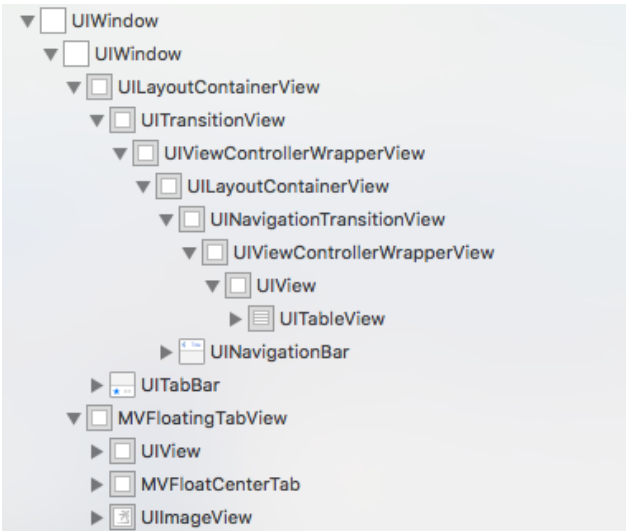 UIWindow
UIWindow
UILayoutContainerView
UITransitionView
UIViewControllerWrapperView
UILayoutContainerView
UINavigationTransitionView
UIViewControllerWrapperView
UIView
UITableView
UINavigationBar
UITabBar
MVFloatingTabView
UIView
MVFloatCenterTab
UIImageView